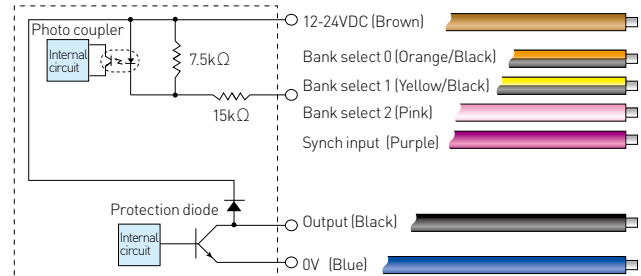 Photo coupler
Internal
circuit
7.5kΩ
15kΩ
12-24VDC (Brown)
Bank select 0 (Orange/Black)
Bank select 1 (Yellow/Black)
Bank select 2 (Pink)
Synch input (Purple)
Protection diode
Internal
circuit
Output (Black)
0V (Blue)